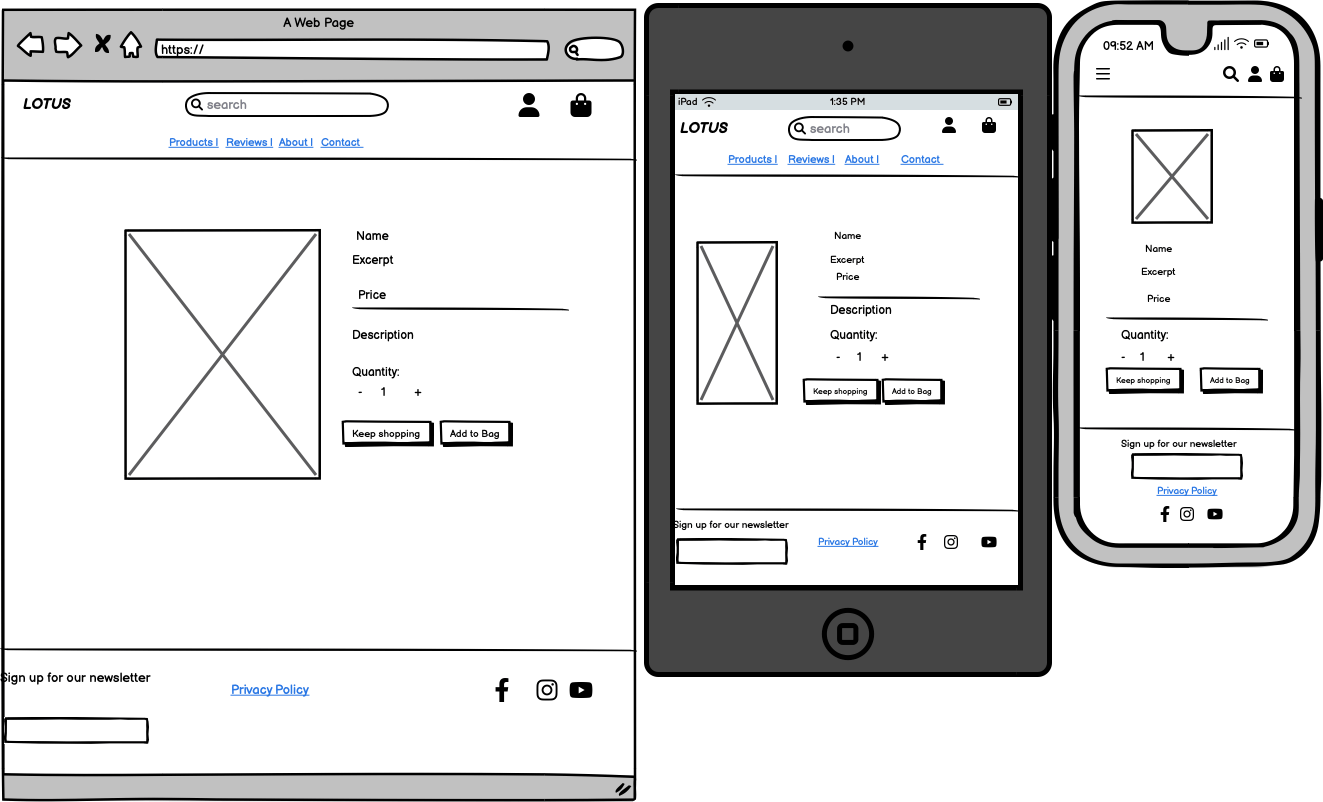 A Web Page
https://
LOTUS
search
Products | Reviews | About | Contact
Name
Excerpt
Price
Description
Quantity:
- 1 +
Keep shopping Add to Bag
Sign up for our newsletter
Privacy Policy
iPad 1:35 PM
LOTUS
search
Products | Reviews | About | Contact
Name
Excerpt
Price
Description
Quantity:
- 1 +
Keep shopping Add to Bag
Sign up for our newsletter
Privacy Policy
09:52 AM
Name
Excerpt
Price
Quantity:
- 1 +
Keep shopping Add to Bag
Sign up for our newsletter
Privacy Policy